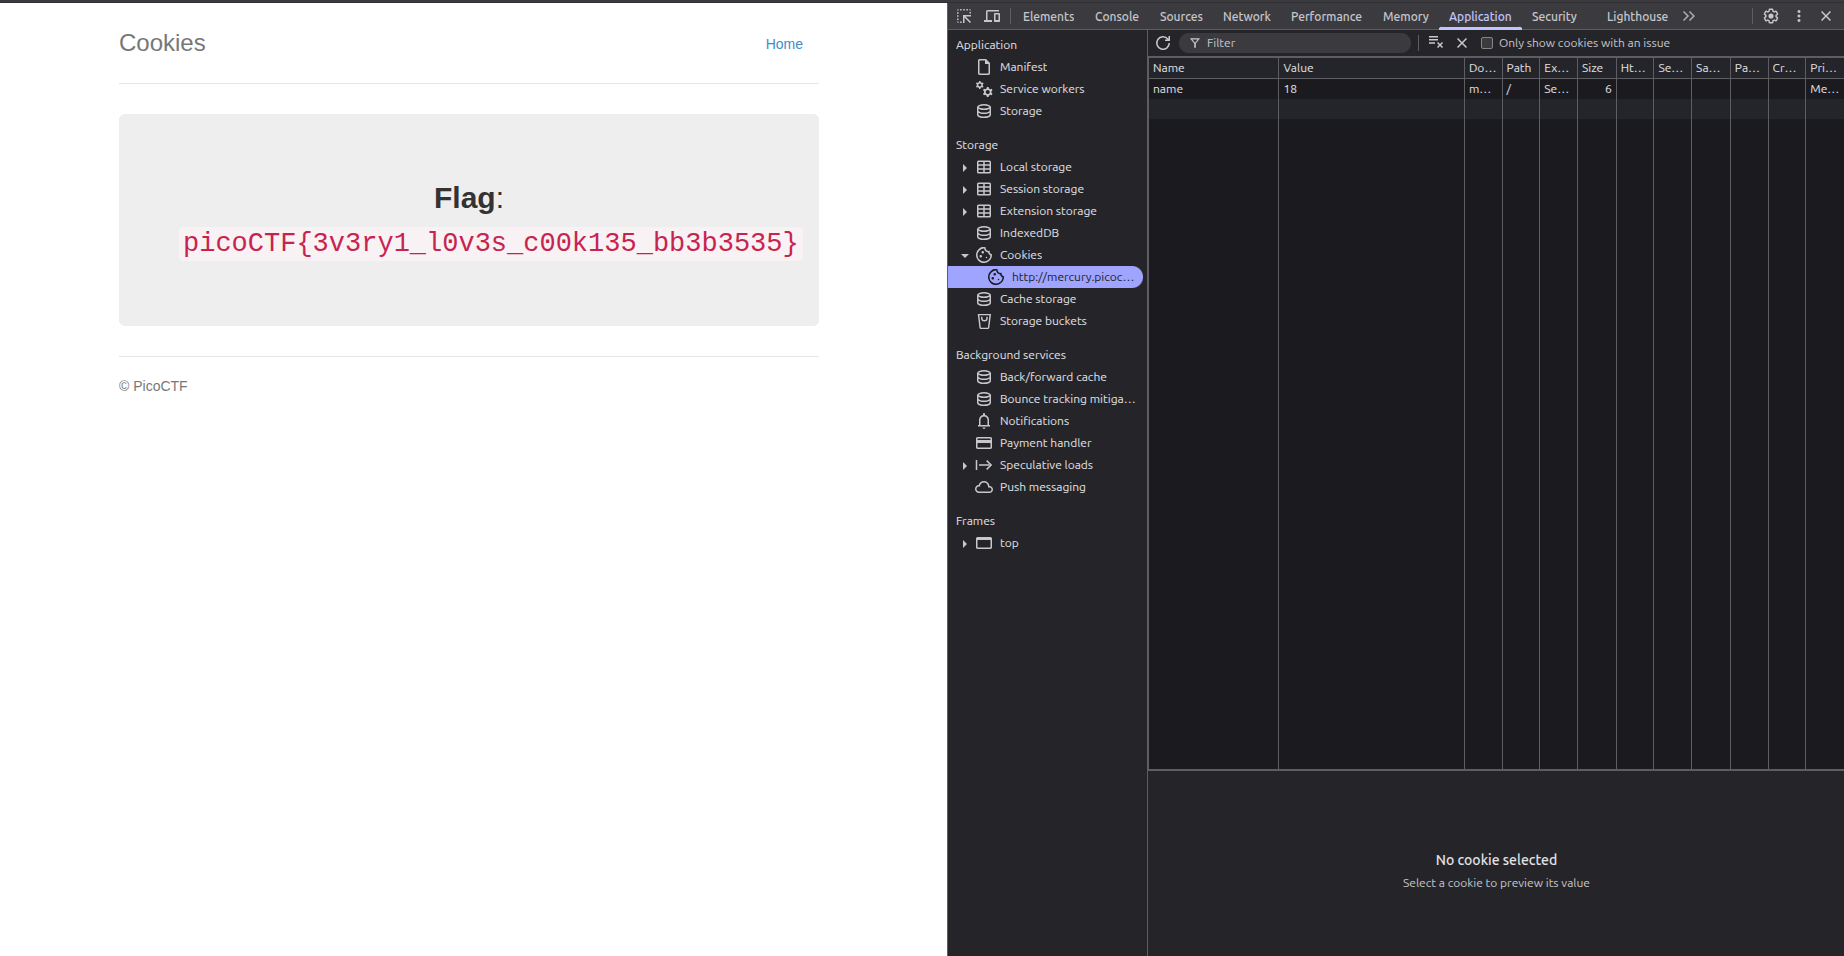 Cookies
Home
Flag:
picoCTF{3v3ry1_l0v3s_c00k135_bb3b3535}
© PicoCTF
Elements Console Sources Network Performance Memory Application Security Lighthouse
Application
Manifest
Service workers
Storage
Storage
Local storage
Session storage
Extension storage
IndexedDB
Cookies
http://mercury.picoc…
Cache storage
Storage buckets
Background services
Back/forward cache
Bounce tracking mitiga…
Notifications
Payment handler
Speculative loads
Push messaging
Frames
top
Filter Only show cookies with an issue
Name Value Do… Path Ex… Size Ht… Se… Sa… Pa… Cr… Pri…
name 18 m… / Se… 6 Me…
No cookie selected
Select a cookie to preview its value